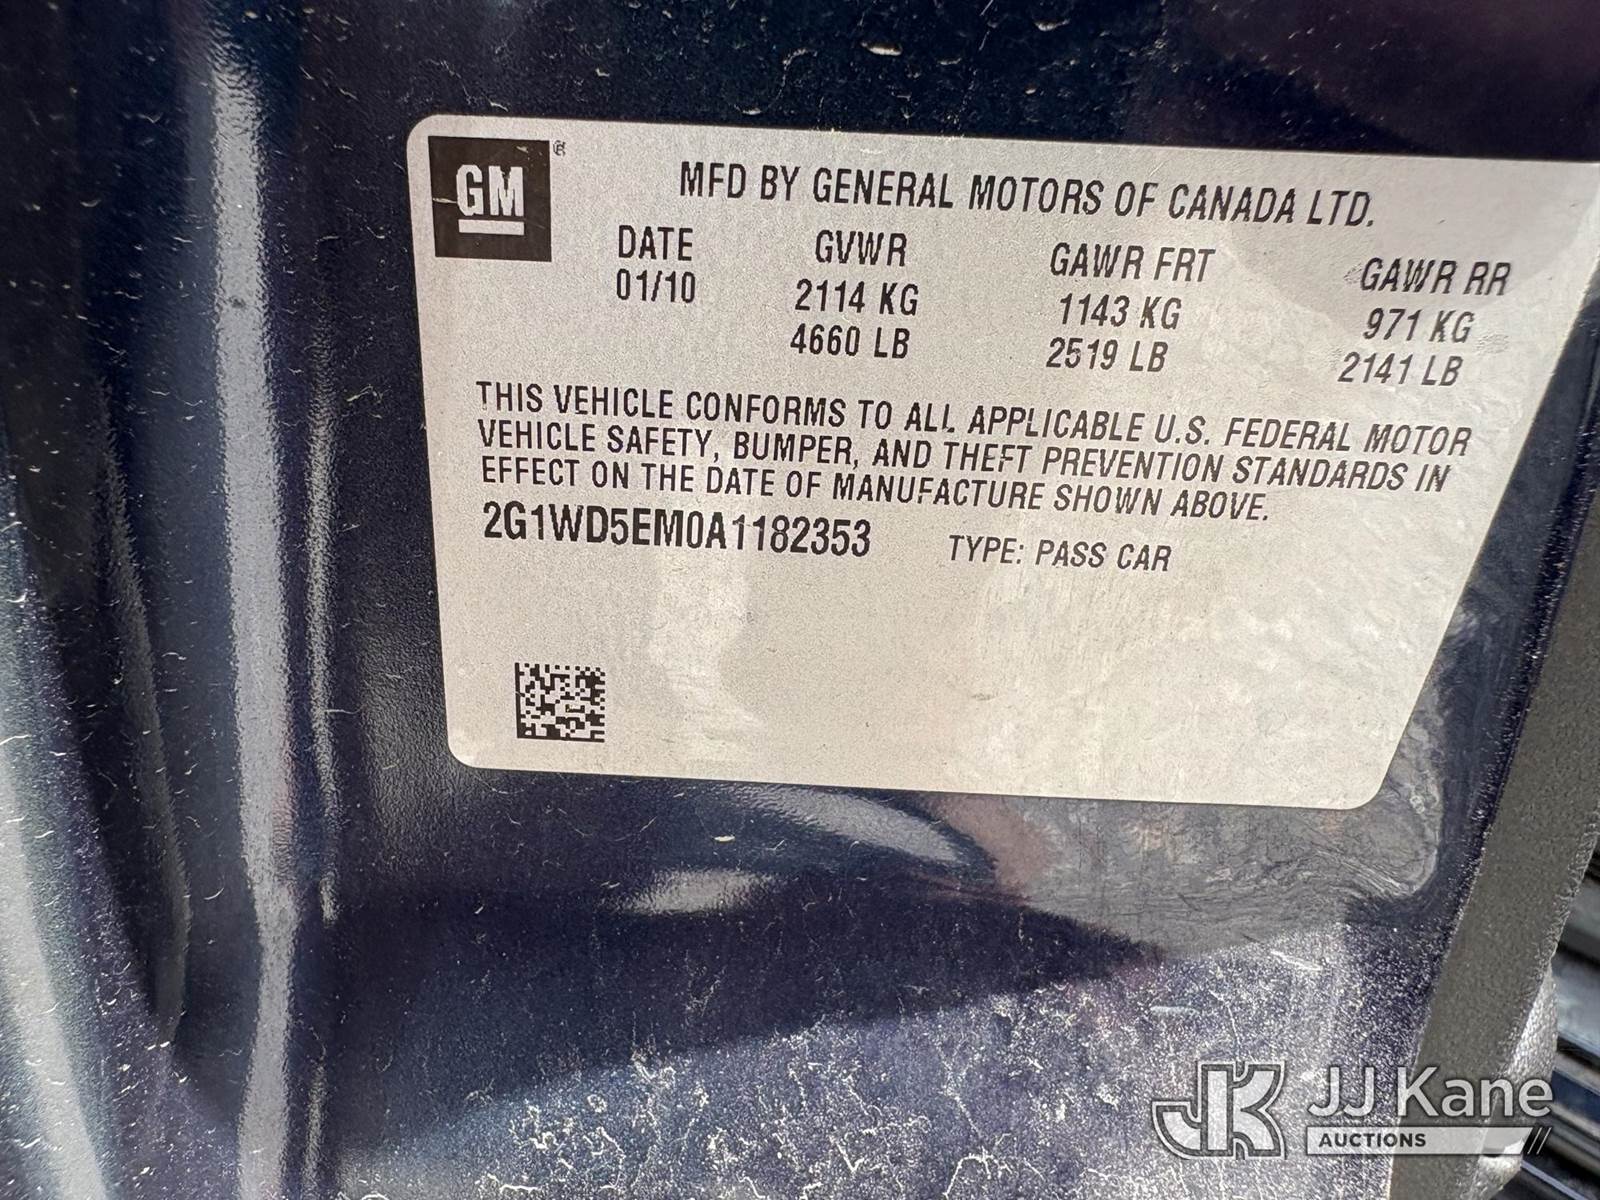 GM®
MFD BY GENERAL MOTORS OF CANADA LTD.
DATE GVWR GAWR FRT GAWR RR
01/10 2114 KG 1143 KG 971 KG
4660 LB 2519 LB 2141 LB
THIS VEHICLE CONFORMS TO ALL APPLICABLE U.S. FEDERAL MOTOR
VEHICLE SAFETY, BUMPER, AND THEFT PREVENTION STANDARDS IN
EFFECT ON THE DATE OF MANUFACTURE SHOWN ABOVE.
2G1WD5EM0A1182353 TYPE: PASS CAR
JK JJ Kane
AUCTIONS